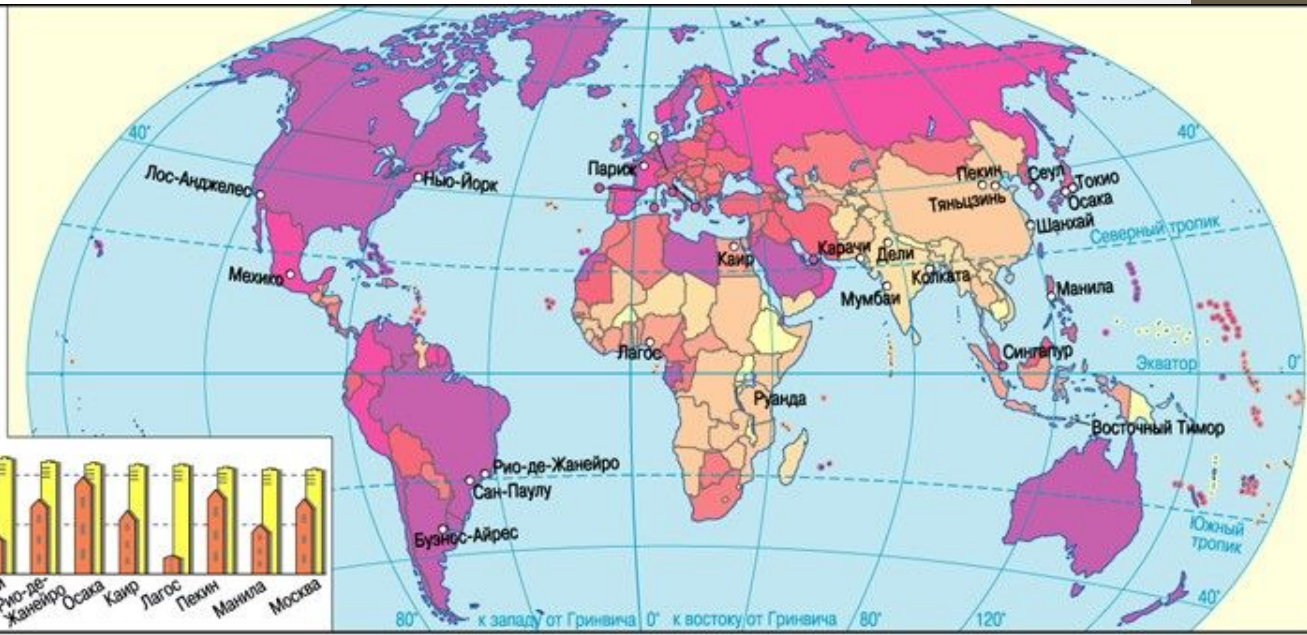 40°
40°
Лос-Анджелес
Нью-Йорк
Париж
Пекин
Сеул
Токио
Осака
Тяньцзинь
Шанхай
Северный тропик
Мехико
Каир
Карачи
Дели
Колката
Мумбаи
Манила
Лагос
Сингапур
Экватор
0°
Руанда
Восточный Тимор
Рио-де-Жанейро
Сан-Паулу
Буэнос-Айрес
Южный
тропик
40°
80°
к западу от Гринвича
0°
к востоку от Гринвича
80°
120°
Рио-де-
Жанейро
Осака
Каир
Лагос
Пекин
Манила
Москва